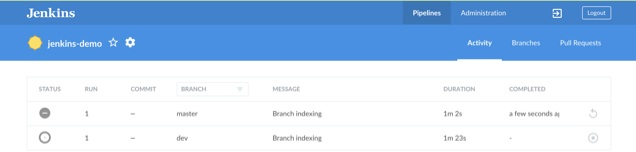 Jenkins Pipelines Administration Logout
jenkins-demo Activity Branches Pull Requests
STATUS RUN COMMIT BRANCH MESSAGE DURATION COMPLETED
1 – master Branch indexing 1m 2s a few seconds ag
1 – dev Branch indexing 1m 23s -